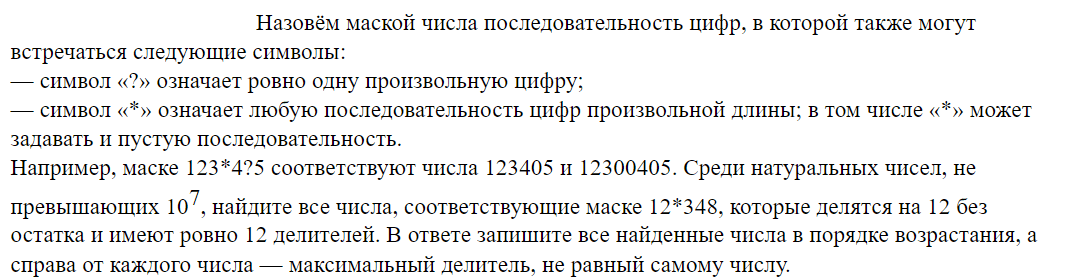 Назовём маской числа последовательность цифр, в которой также могут
встречаться следующие символы:
— символ «?» означает ровно одну произвольную цифру;
— символ «*» означает любую последовательность цифр произвольной длины; в том числе «*» может
задавать и пустую последовательность.
Например, маске 123*4?5 соответствуют числа 123405 и 12300405. Среди натуральных чисел, не
превышающих 10⁷, найдите все числа, соответствующие маске 12*348, которые делятся на 12 без
остатка и имеют ровно 12 делителей. В ответе запишите все найденные числа в порядке возрастания, а
справа от каждого числа — максимальный делитель, не равный самому числу.